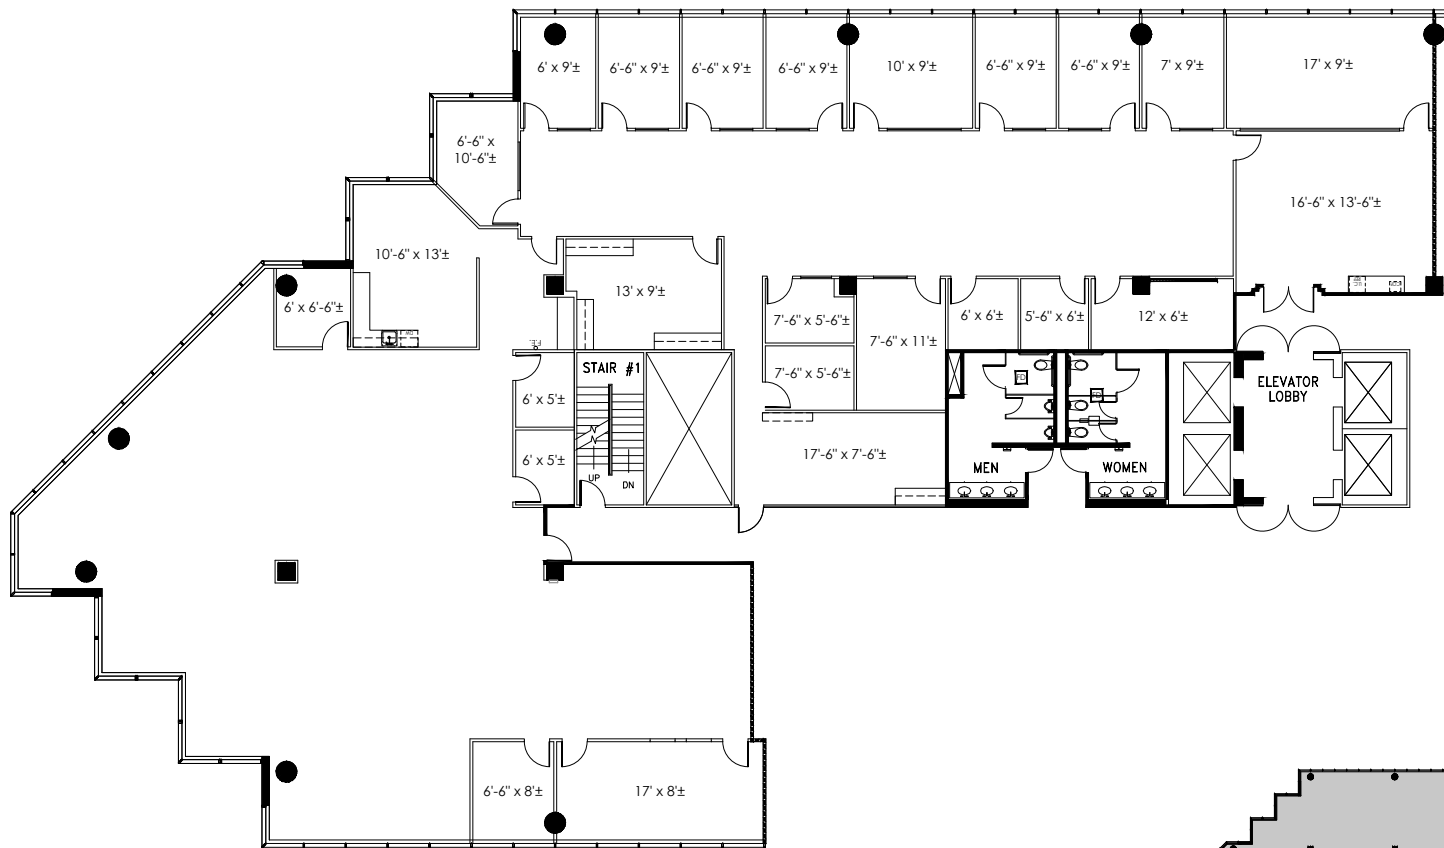 6' x 9'±
6'-6" x 9'±
6'-6" x 9'±
6'-6" x 9'±
10' x 9'±
6'-6" x 9'±
6'-6" x 9'±
7' x 9'±
17' x 9'±
6'-6" x
10'-6"±
16'-6" x 13'-6"±
10'-6" x 13'±
13' x 9'±
6' x 6'-6"±
7'-6" x 5'-6"±
6' x 6'±
5'-6" x 6'±
12' x 6'±
7'-6" x 11'±
7'-6" x 5'-6"±
STAIR #1
ELEVATOR
LOBBY
6' x 5'±
6' x 5'±
UP
DN
17'-6" x 7'-6"±
FD
FD
MEN
WOMEN
6'-6" x 8'±
17' x 8'±